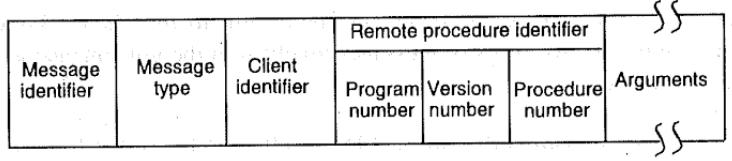 Message
identifier
Message
type
Client
identifier
Remote procedure identifier
Program
number
Version
number
Procedure
number
Arguments